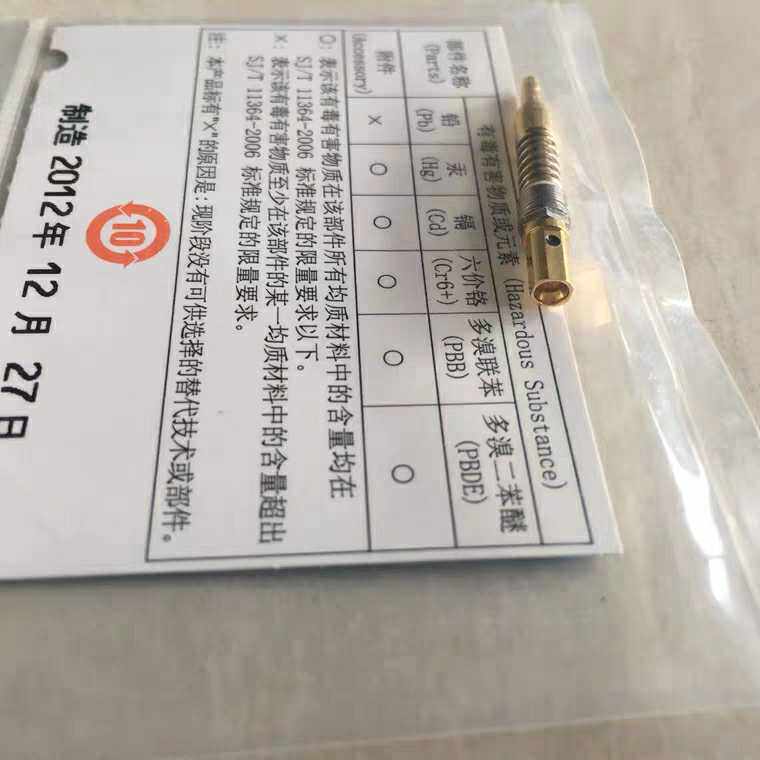 部件名称
(Parts)
有毒有害物质或元素 (Hazardous Substance)
铅
(Pb)
汞
(Hg)
镉
(Cd)
六价铬
(Cr6+)
多溴联苯
(PBB)
多溴二苯醚
(PBDE)
附件
(Accessory)
× ○ ○ ○ ○ ○
○: 表示该有毒有害物质在该部件所有均质材料中的含量均在
SJ/T 11364-2006 标准规定的限量要求以下。
×: 表示该有毒有害物质至少在该部件的某一均质材料中的含量超出
SJ/T 11364-2006 标准规定的限量要求。
注: 本产品标有"×"的原因是:现阶段没有可供选择的替代技术或部件。
10
制造 2012年 12月 27日